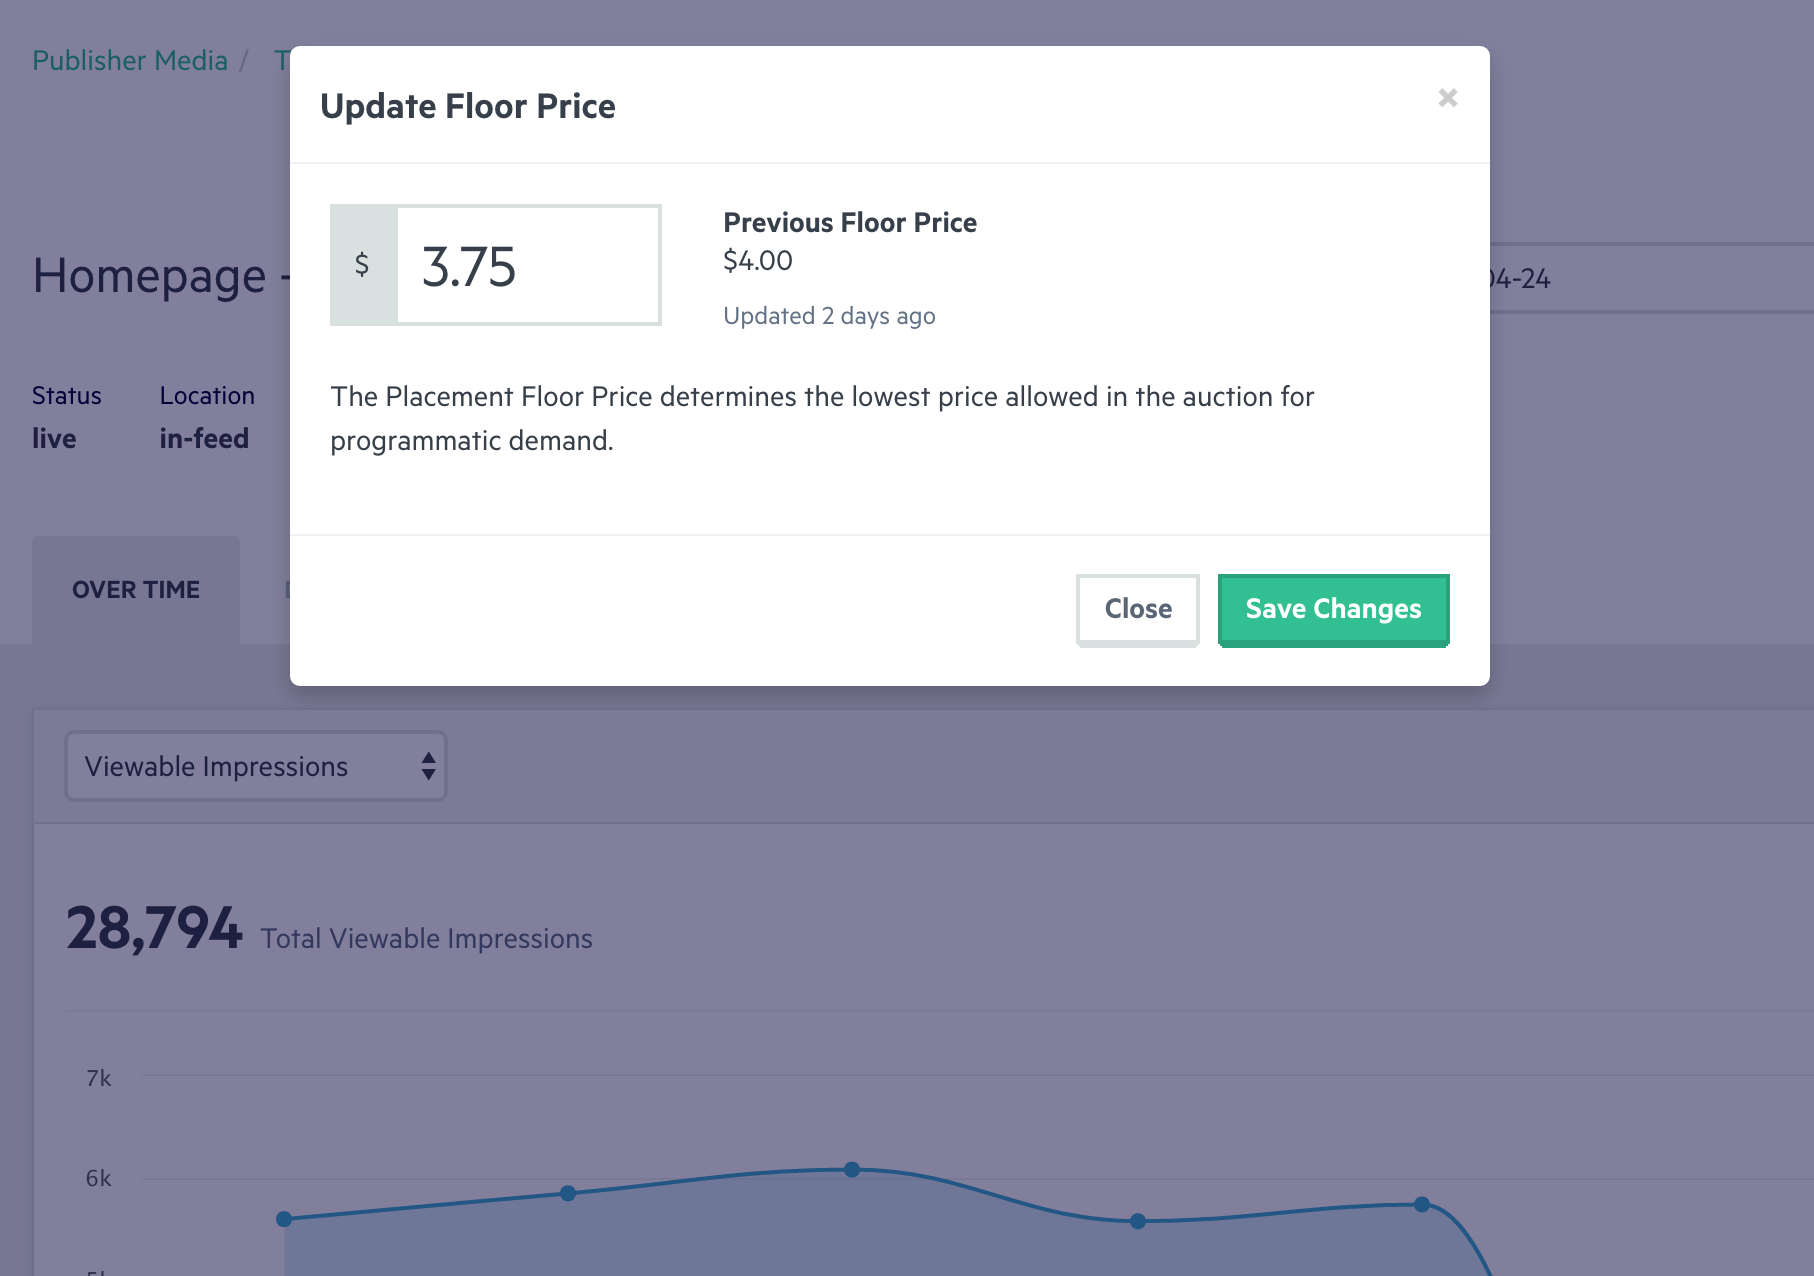 Publisher Media /
Update Floor Price
×
$ 3.75
Previous Floor Price
$4.00
Updated 2 days ago
The Placement Floor Price determines the lowest price allowed in the auction for
programmatic demand.
Close
Save Changes
Homepage -
04-24
Status
live
Location
in-feed
OVER TIME
Viewable Impressions
28,794 Total Viewable Impressions
7k
6k